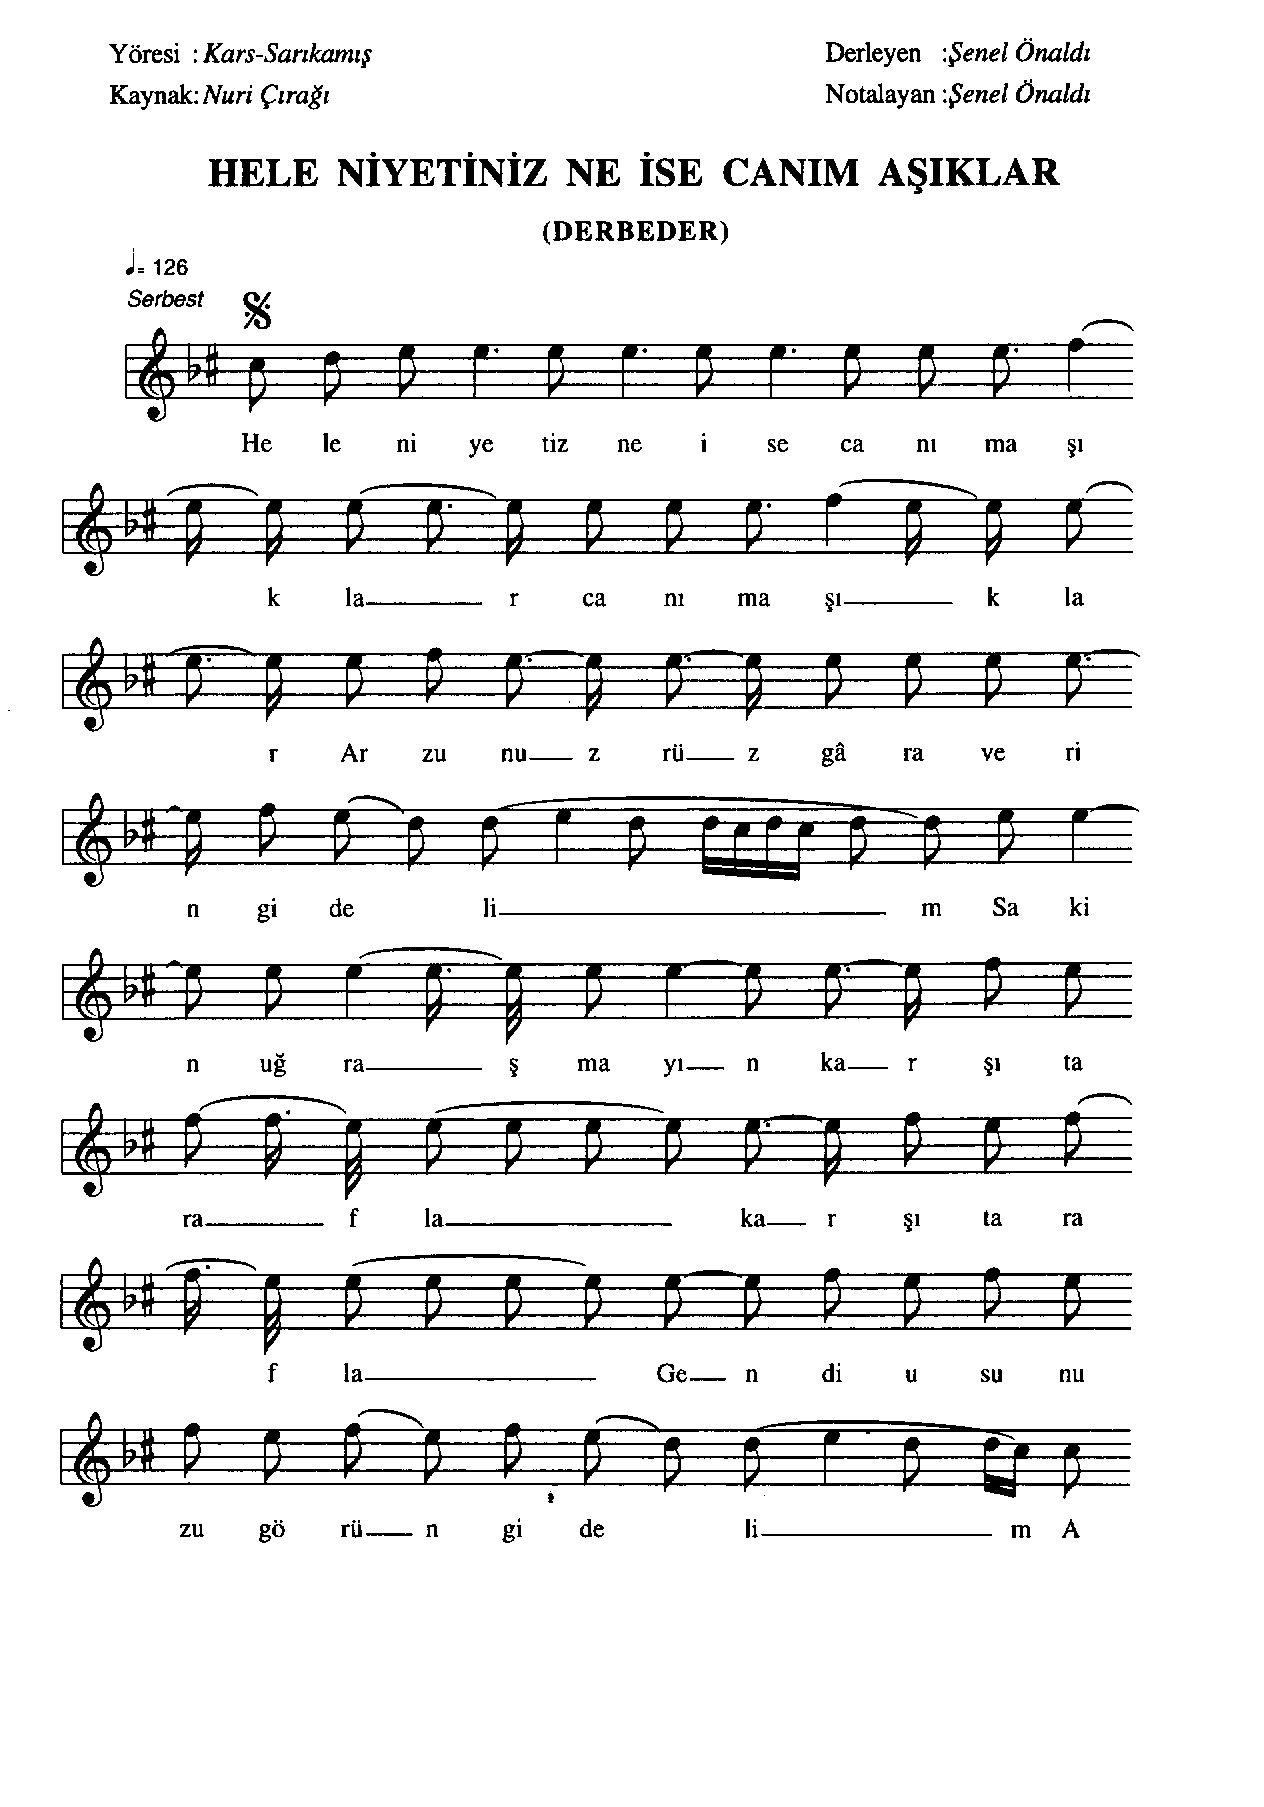 Yöresi : Kars-Sarıkamış
Derleyen :Şenel Önaldı
Kaynak: Nuri Çırağı
Notalayan :Şenel Önaldı
HELE NİYETİNİZ NE İSE CANIM AŞIKLAR
(DERBEDER)
♩= 126
Serbest
He le ni ye tiz ne i se ca nı ma şı
k la r ca nı ma şı k la
r Ar zu nu z rü z gâ ra ve ri
n gi de li m Sa ki
n uğ ra ş ma yı n ka r şı ta
ra f la ka r şı ta ra
f la Ge n di u su nu
zu gö rü n gi de li m A